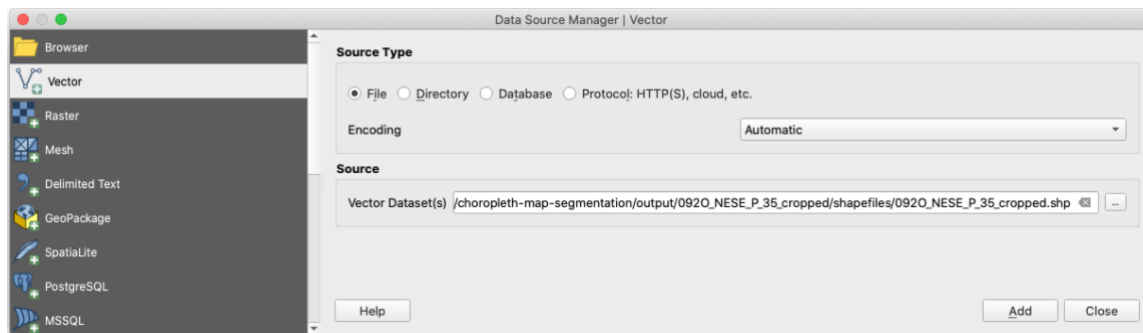 Data Source Manager | Vector
Browser
Vector
Raster
Mesh
Delimited Text
GeoPackage
SpatiaLite
PostgreSQL
MSSQL
Source Type
File Directory Database Protocol: HTTP(S), cloud, etc.
Encoding Automatic
Source
Vector Dataset(s) /choropleth-map-segmentation/output/092O_NESE_P_35_cropped/shapefiles/092O_NESE_P_35_cropped.shp ...
Help Add Close